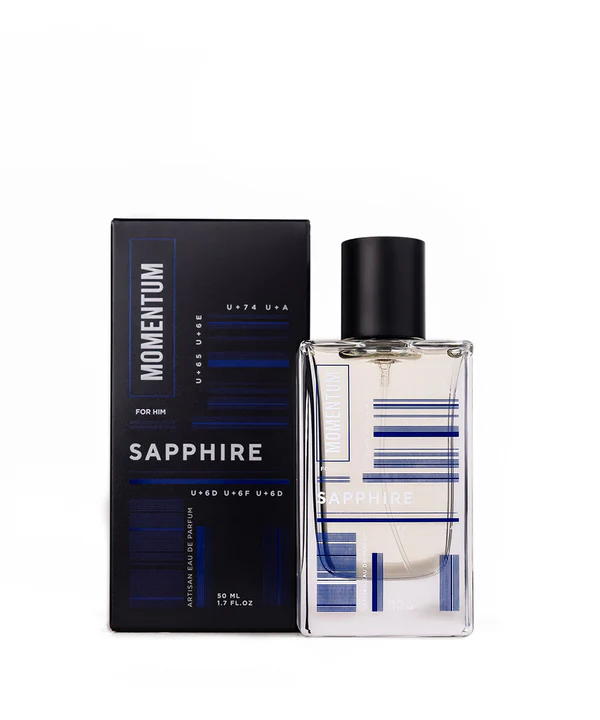 MOMENTUM
U+74 U+A
U+65 U+6E
FOR HIM
SAPPHIRE
U+6D U+6F U+6D
ARTISAN EAU DE PARFUM
50 ML
1.7 FL.OZ
MOMENTUM
SAPPHIRE